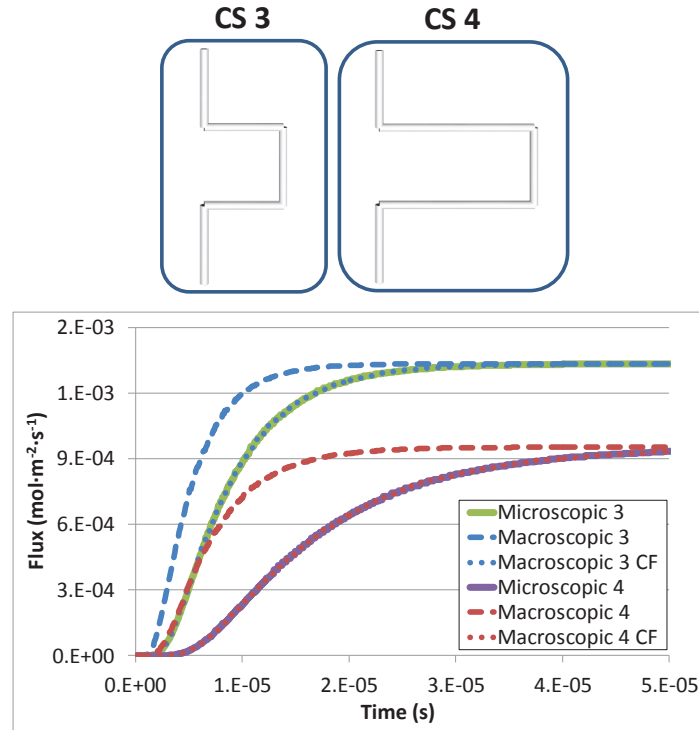 CS 3
CS 4
2.E-03
1.E-03
9.E-04
6.E-04
3.E-04
0.E+00
Flux (mol·m⁻²·s⁻¹)
Microscopic 3
Macroscopic 3
Macroscopic 3 CF
Microscopic 4
Macroscopic 4
Macroscopic 4 CF
0.E+00 1.E-05 2.E-05 3.E-05 4.E-05 5.E-05
Time (s)